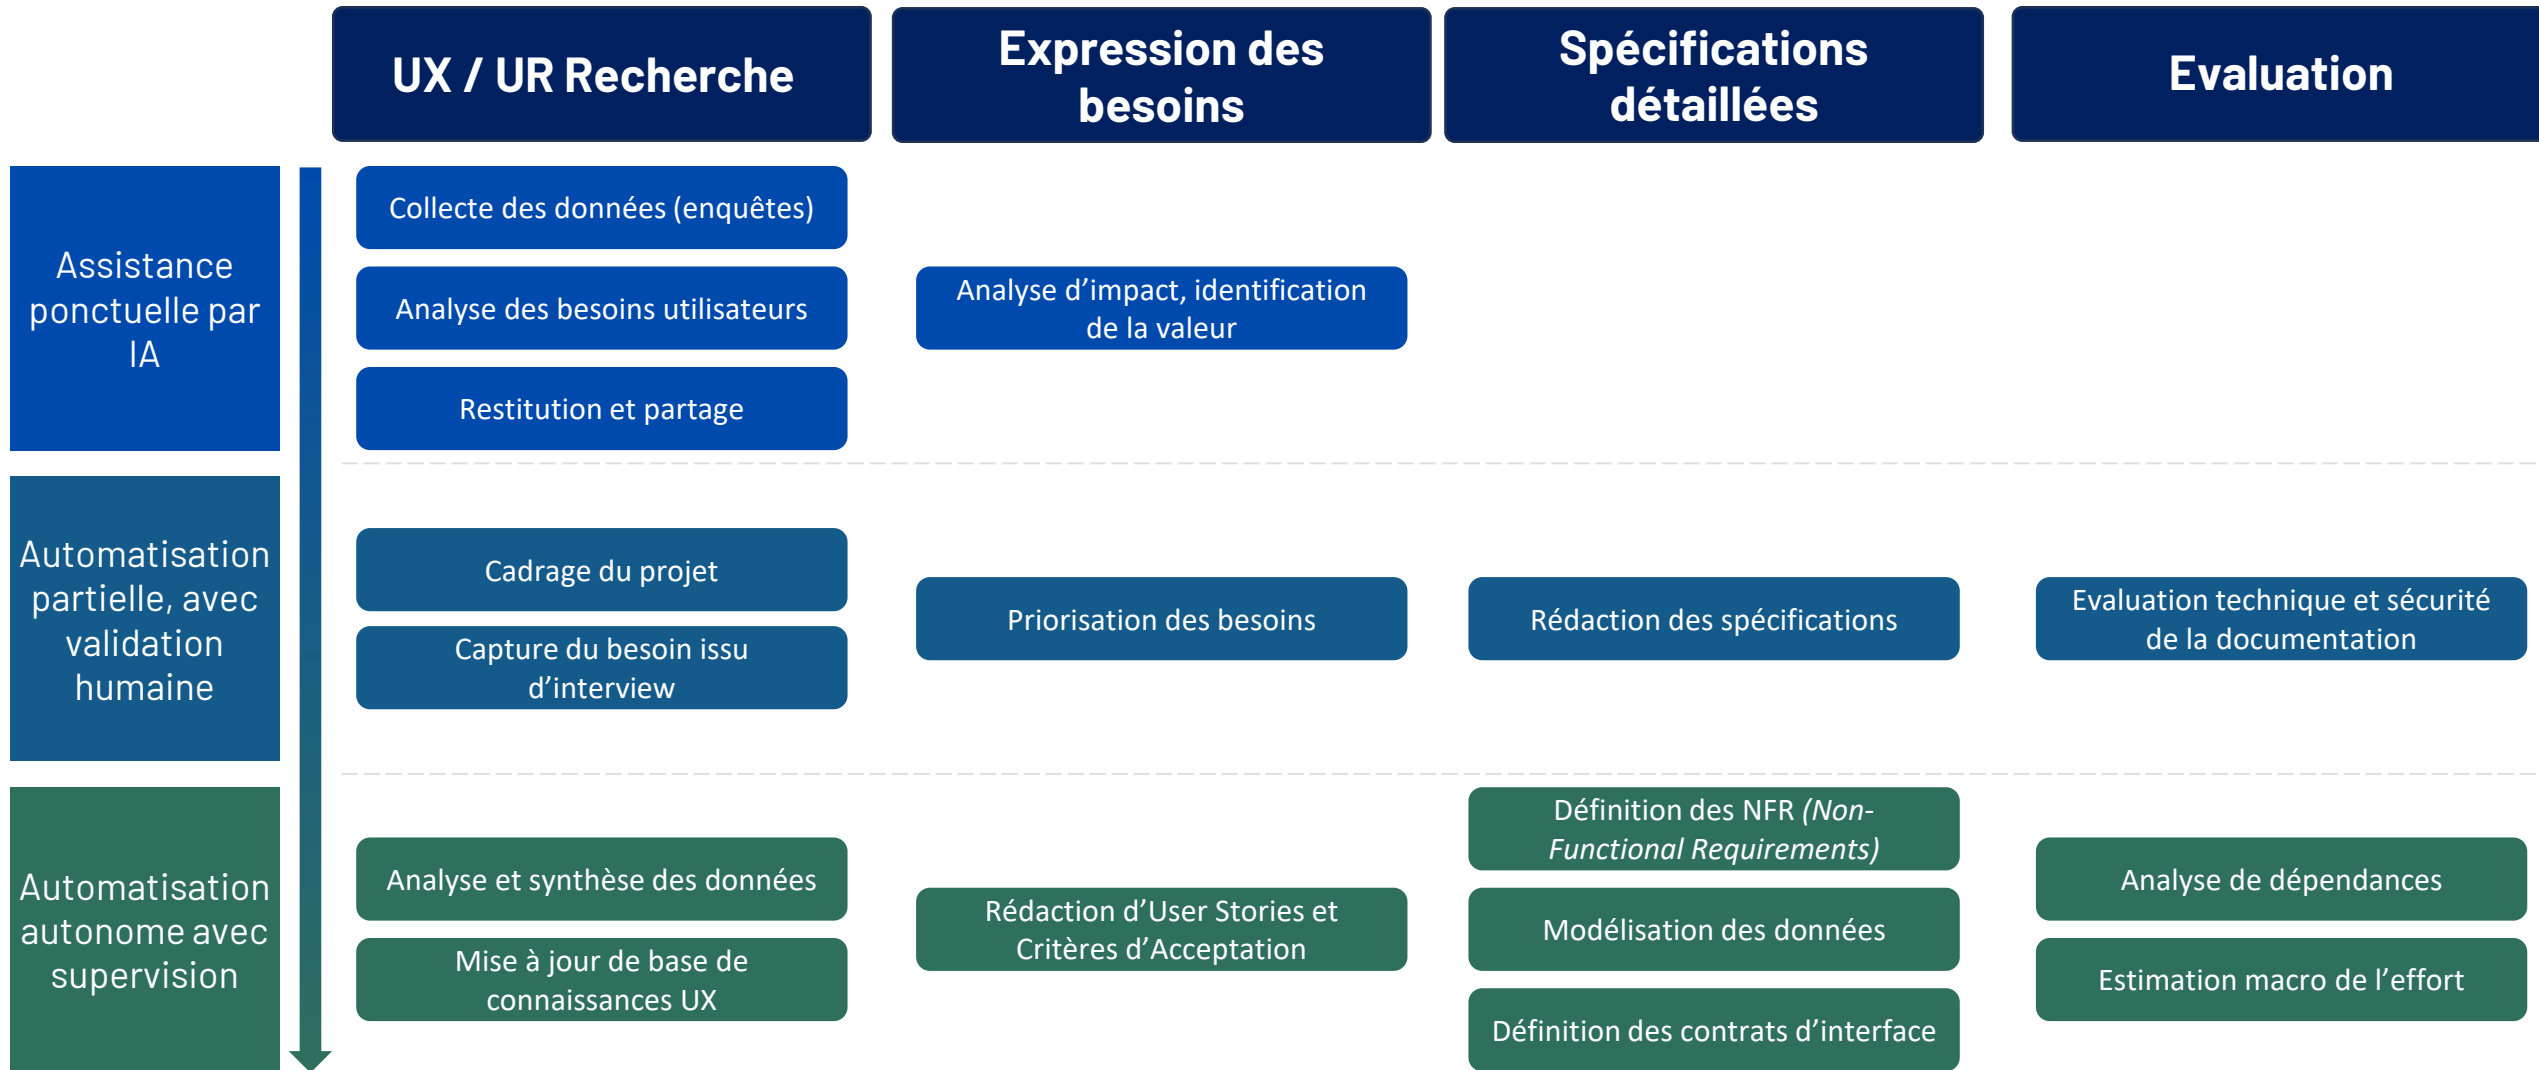 UX / UR Recherche
Expression des
besoins
Spécifications
détaillées
Evaluation
Assistance
ponctuelle par
IA
Collecte des données (enquêtes)
Analyse des besoins utilisateurs
Restitution et partage
Analyse d’impact, identification
de la valeur
Automatisation
partielle, avec
validation
humaine
Cadrage du projet
Capture du besoin issu
d’interview
Priorisation des besoins
Rédaction des spécifications
Evaluation technique et sécurité
de la documentation
Automatisation
autonome avec
supervision
Analyse et synthèse des données
Mise à jour de base de
connaissances UX
Rédaction d’User Stories et
Critères d’Acceptation
Définition des NFR (Non-
Functional Requirements)
Modélisation des données
Définition des contrats d’interface
Analyse de dépendances
Estimation macro de l’effort